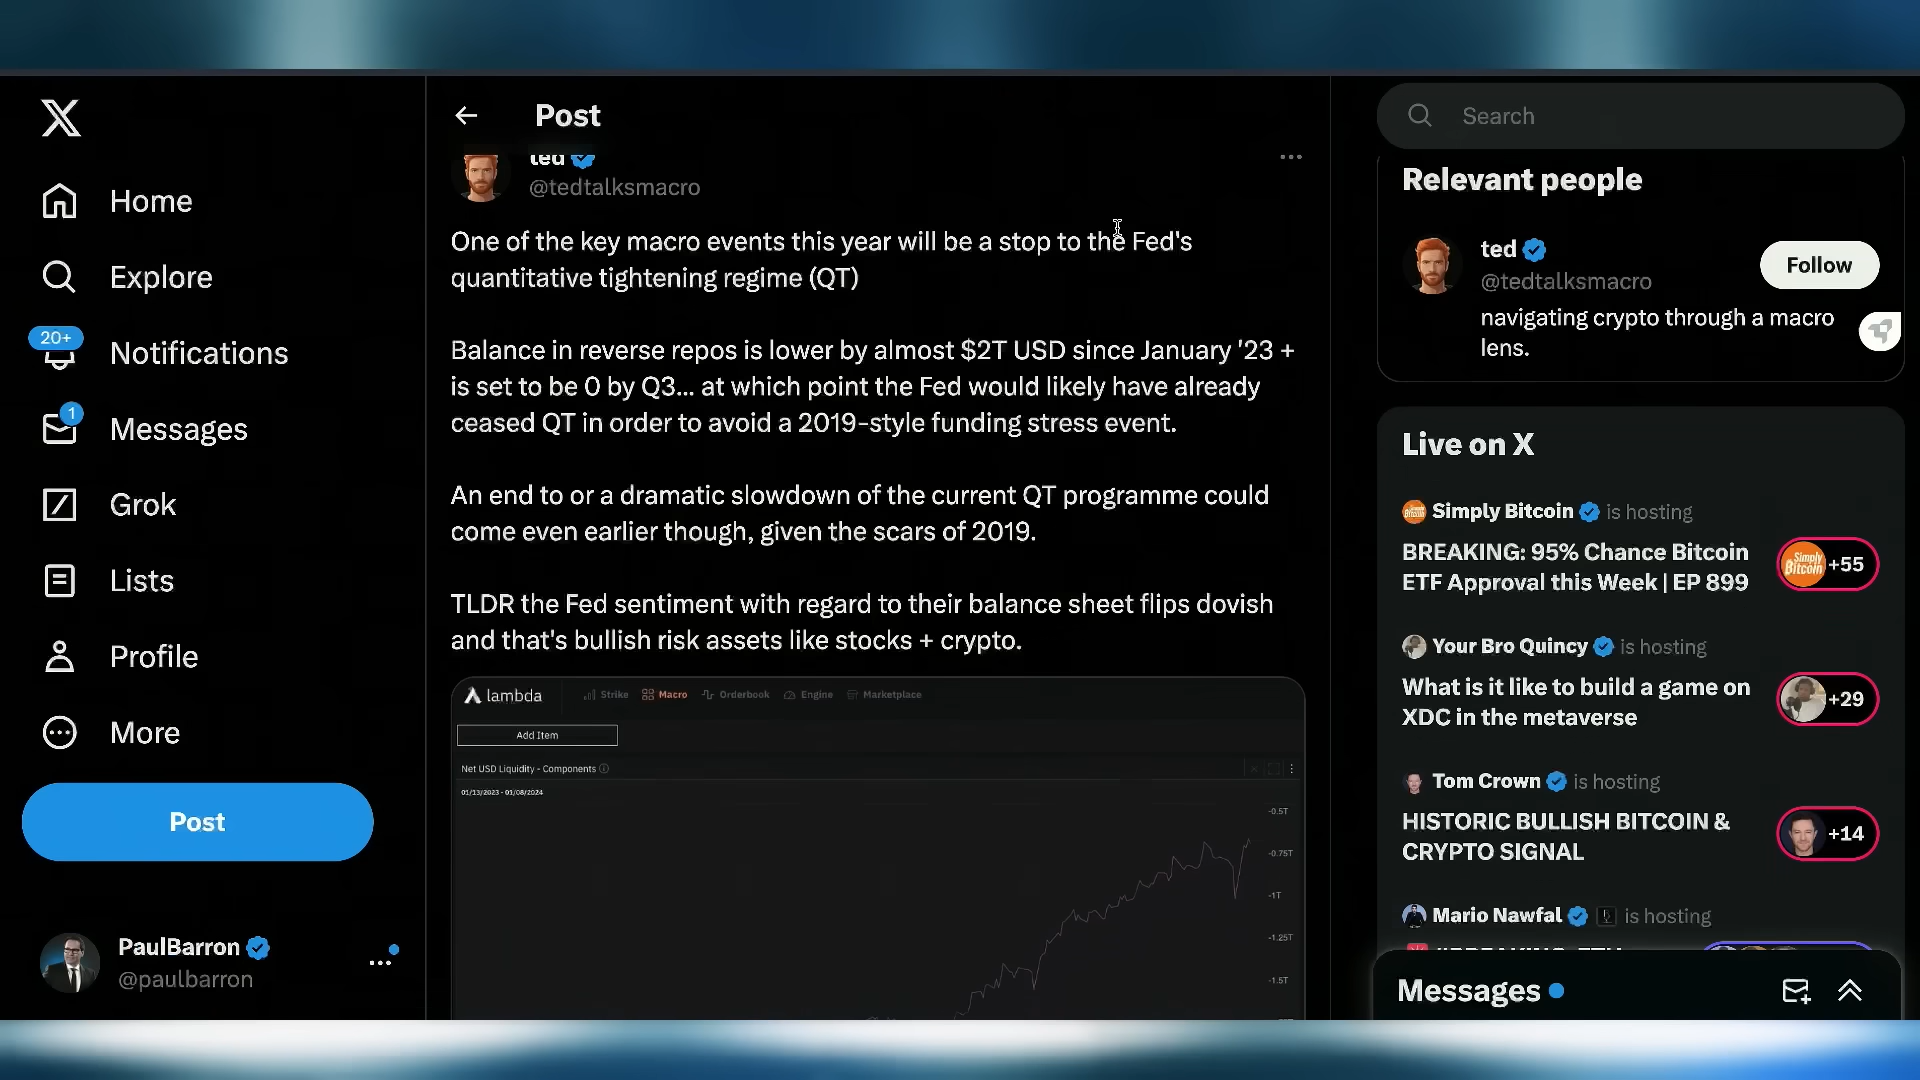 Home
Explore
20+
Notifications
1
Messages
Grok
Lists
Profile
More
Post
PaulBarron
@paulbarron
Post
ted
@tedtalksmacro
One of the key macro events this year will be a stop to the Fed's
quantitative tightening regime (QT)
Balance in reverse repos is lower by almost $2T USD since January '23 +
is set to be 0 by Q3... at which point the Fed would likely have already
ceased QT in order to avoid a 2019-style funding stress event.
An end to or a dramatic slowdown of the current QT programme could
come even earlier though, given the scars of 2019.
TLDR the Fed sentiment with regard to their balance sheet flips dovish
and that's bullish risk assets like stocks + crypto.
lambda Strike Macro Orderbook Engine Marketplace
Add Item
Net USD Liquidity - Components
01/13/2023 - 01/08/2024
-0.5T
-0.75T
-1T
-1.25T
-1.5T
Search
Relevant people
ted
@tedtalksmacro
Follow
navigating crypto through a macro
lens.
Live on X
Simply Bitcoin is hosting
BREAKING: 95% Chance Bitcoin
ETF Approval this Week | EP 899
Simply
Bitcoin
+55
Your Bro Quincy is hosting
What is it like to build a game on
XDC in the metaverse
+29
Tom Crown is hosting
HISTORIC BULLISH BITCOIN &
CRYPTO SIGNAL
+14
Mario Nawfal is hosting
Messages